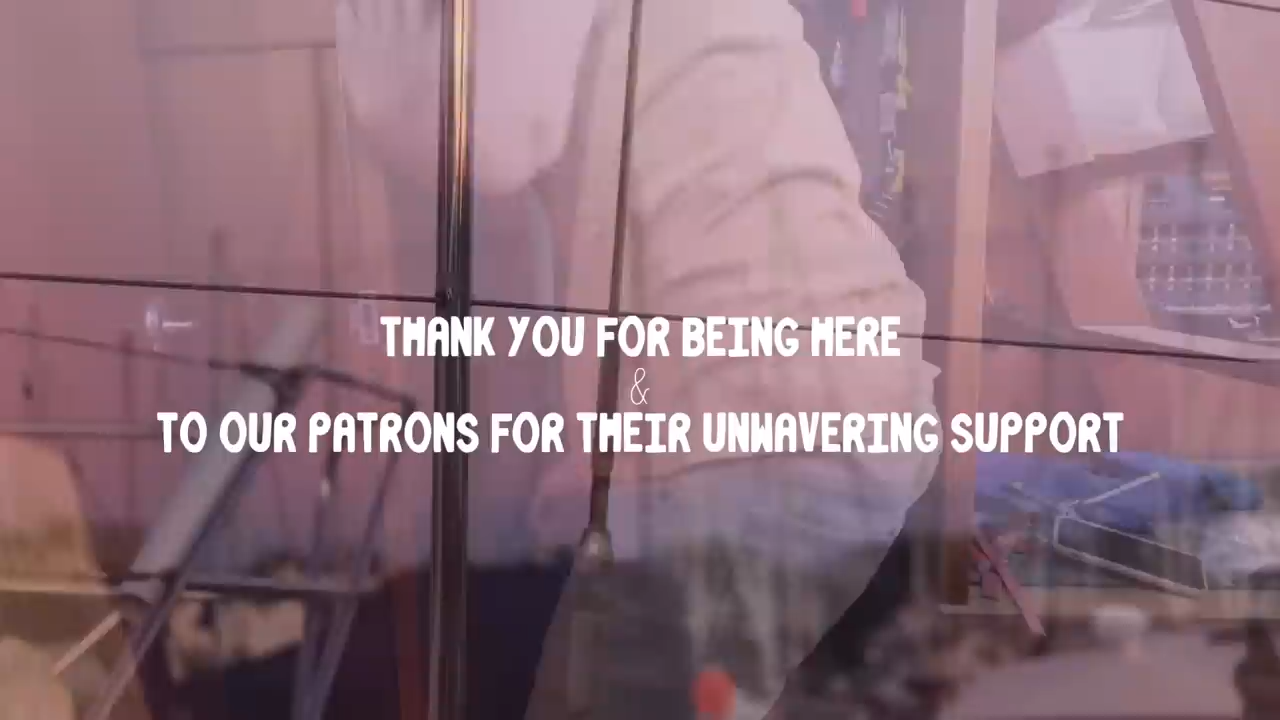 THANK YOU FOR BEING HERE
&
TO OUR PATRONS FOR THEIR UNWAVERING SUPPORT